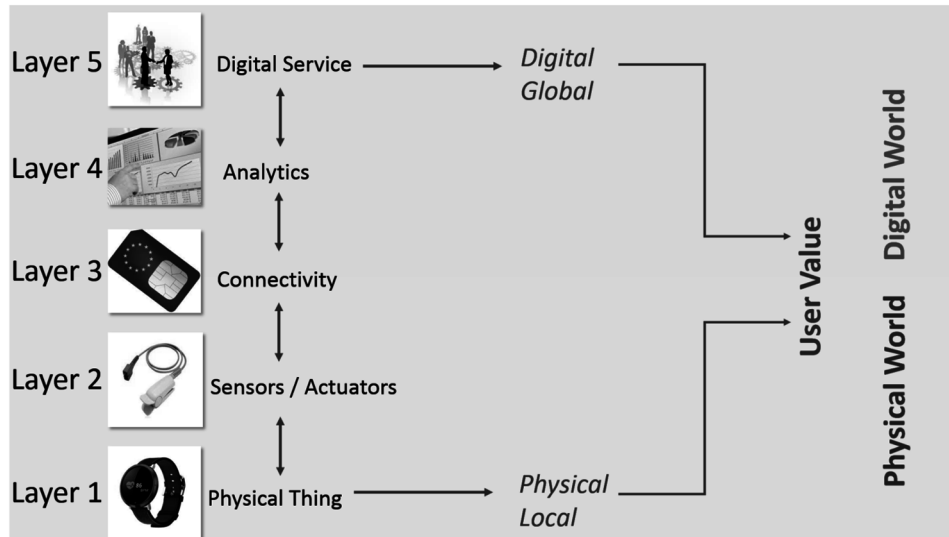 Layer 5
Digital Service
Digital
Global
Layer 4
Analytics
Layer 3
Connectivity
Layer 2
Sensors / Actuators
Layer 1
Physical Thing
Physical
Local
User Value
Digital World
Physical World